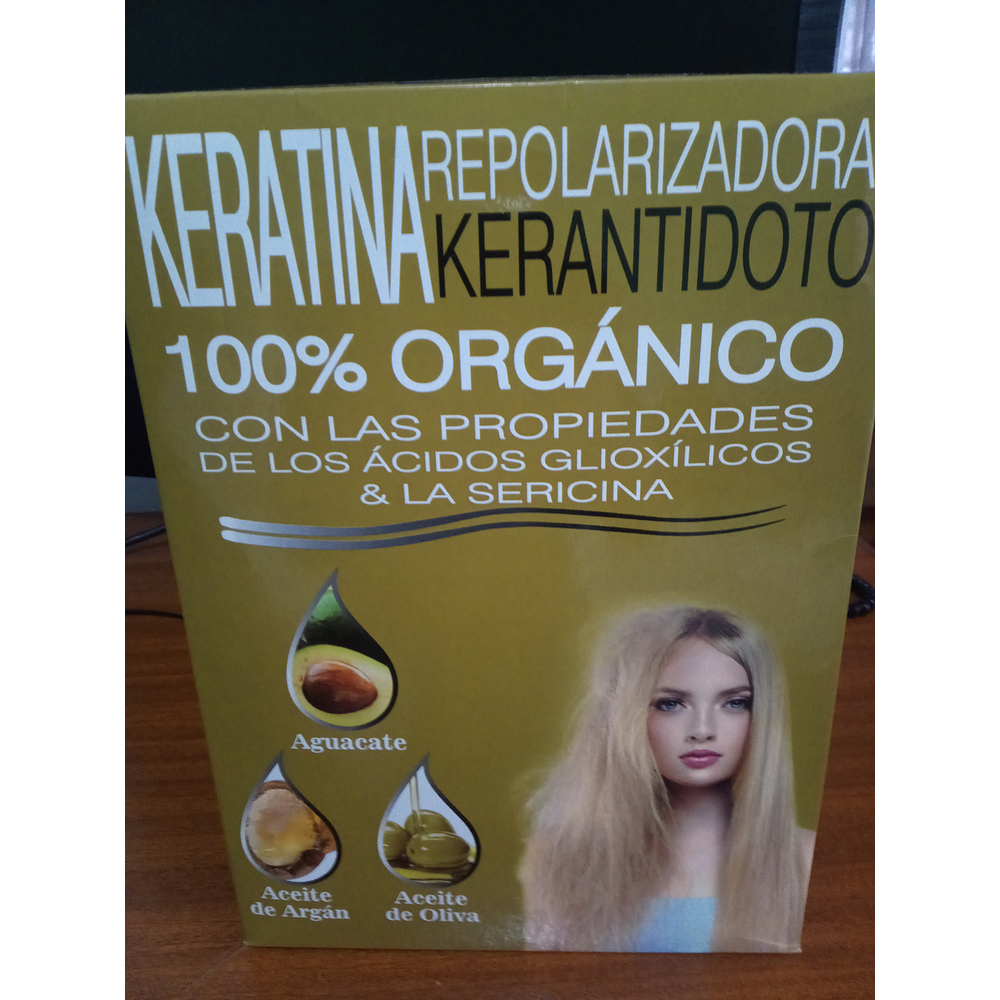 KERATINA
REPOLARIZADORA
KERANTIDOTO
100% ORGÁNICO
CON LAS PROPIEDADES
DE LOS ÁCIDOS GLIOXÍLICOS
& LA SERICINA
Aguacate
Aceite
de Argán
Aceite
de Oliva